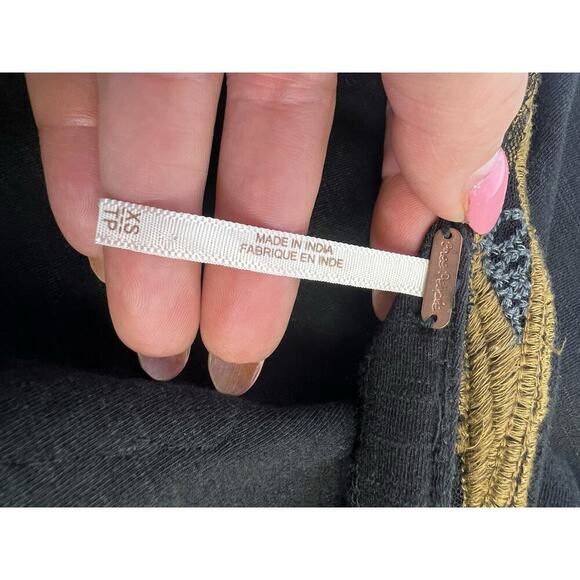 XS
TP
MADE IN INDIA
FABRIQUE EN INDE